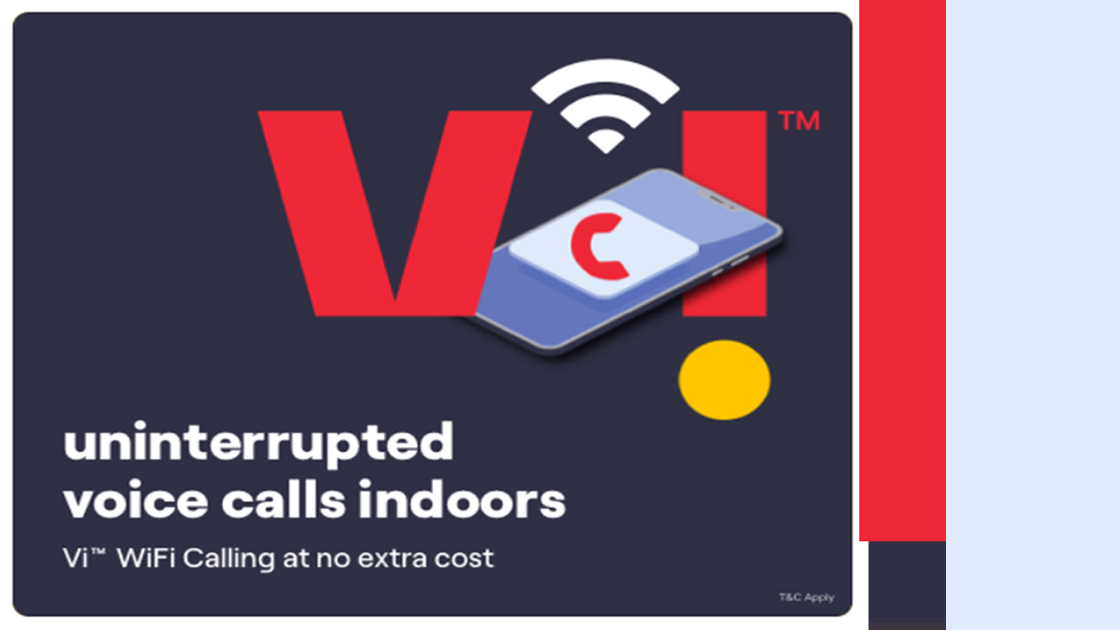 Vi™
uninterrupted
voice calls indoors
Vi™ WiFi Calling at no extra cost
T&C Apply